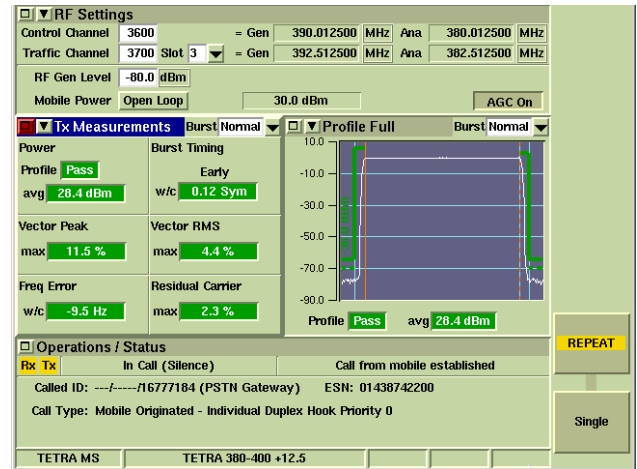 RF Settings
Control Channel 3600 = Gen 390.012500 MHz Ana 380.012500 MHz
Traffic Channel 3700 Slot 3 = Gen 392.512500 MHz Ana 382.512500 MHz
RF Gen Level -80.0 dBm
Mobile Power Open Loop 30.0 dBm AGC On
Tx Measurements Burst Normal
Power Burst Timing
Profile Pass Early
avg 28.4 dBm w/c 0.12 Sym
Vector Peak Vector RMS
max 11.5 % max 4.4 %
Freq Error Residual Carrier
w/c -9.5 Hz max 2.3 %
Profile Full Burst Normal
10.0
-10.0
-30.0
-50.0
-70.0
-90.0
Profile Pass avg 28.4 dBm
Operations / Status
Rx Tx In Call (Silence) Call from mobile established
Called ID: ---/-----/16777184 (PSTN Gateway) ESN: 01438742200
Call Type: Mobile Originated - Individual Duplex Hook Priority 0
TETRA MS TETRA 380-400 +12.5
REPEAT
Single